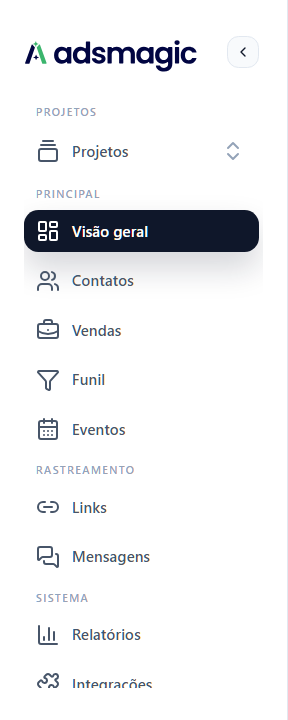 adsmagic
PROJETOS
Projetos
PRINCIPAL
Visão geral
Contatos
Vendas
Funil
Eventos
RASTREAMENTO
Links
Mensagens
SISTEMA
Relatórios
Integrações